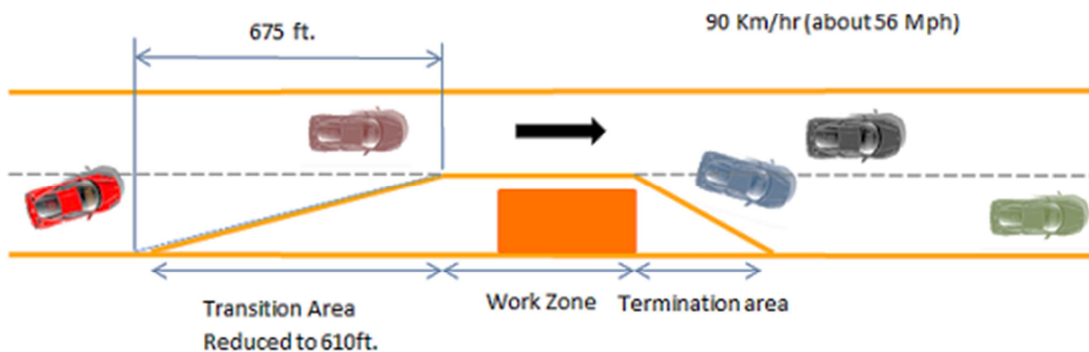 675 ft.
90 Km/hr (about 56 Mph)
Transition Area
Reduced to 610ft.
Work Zone
Termination area